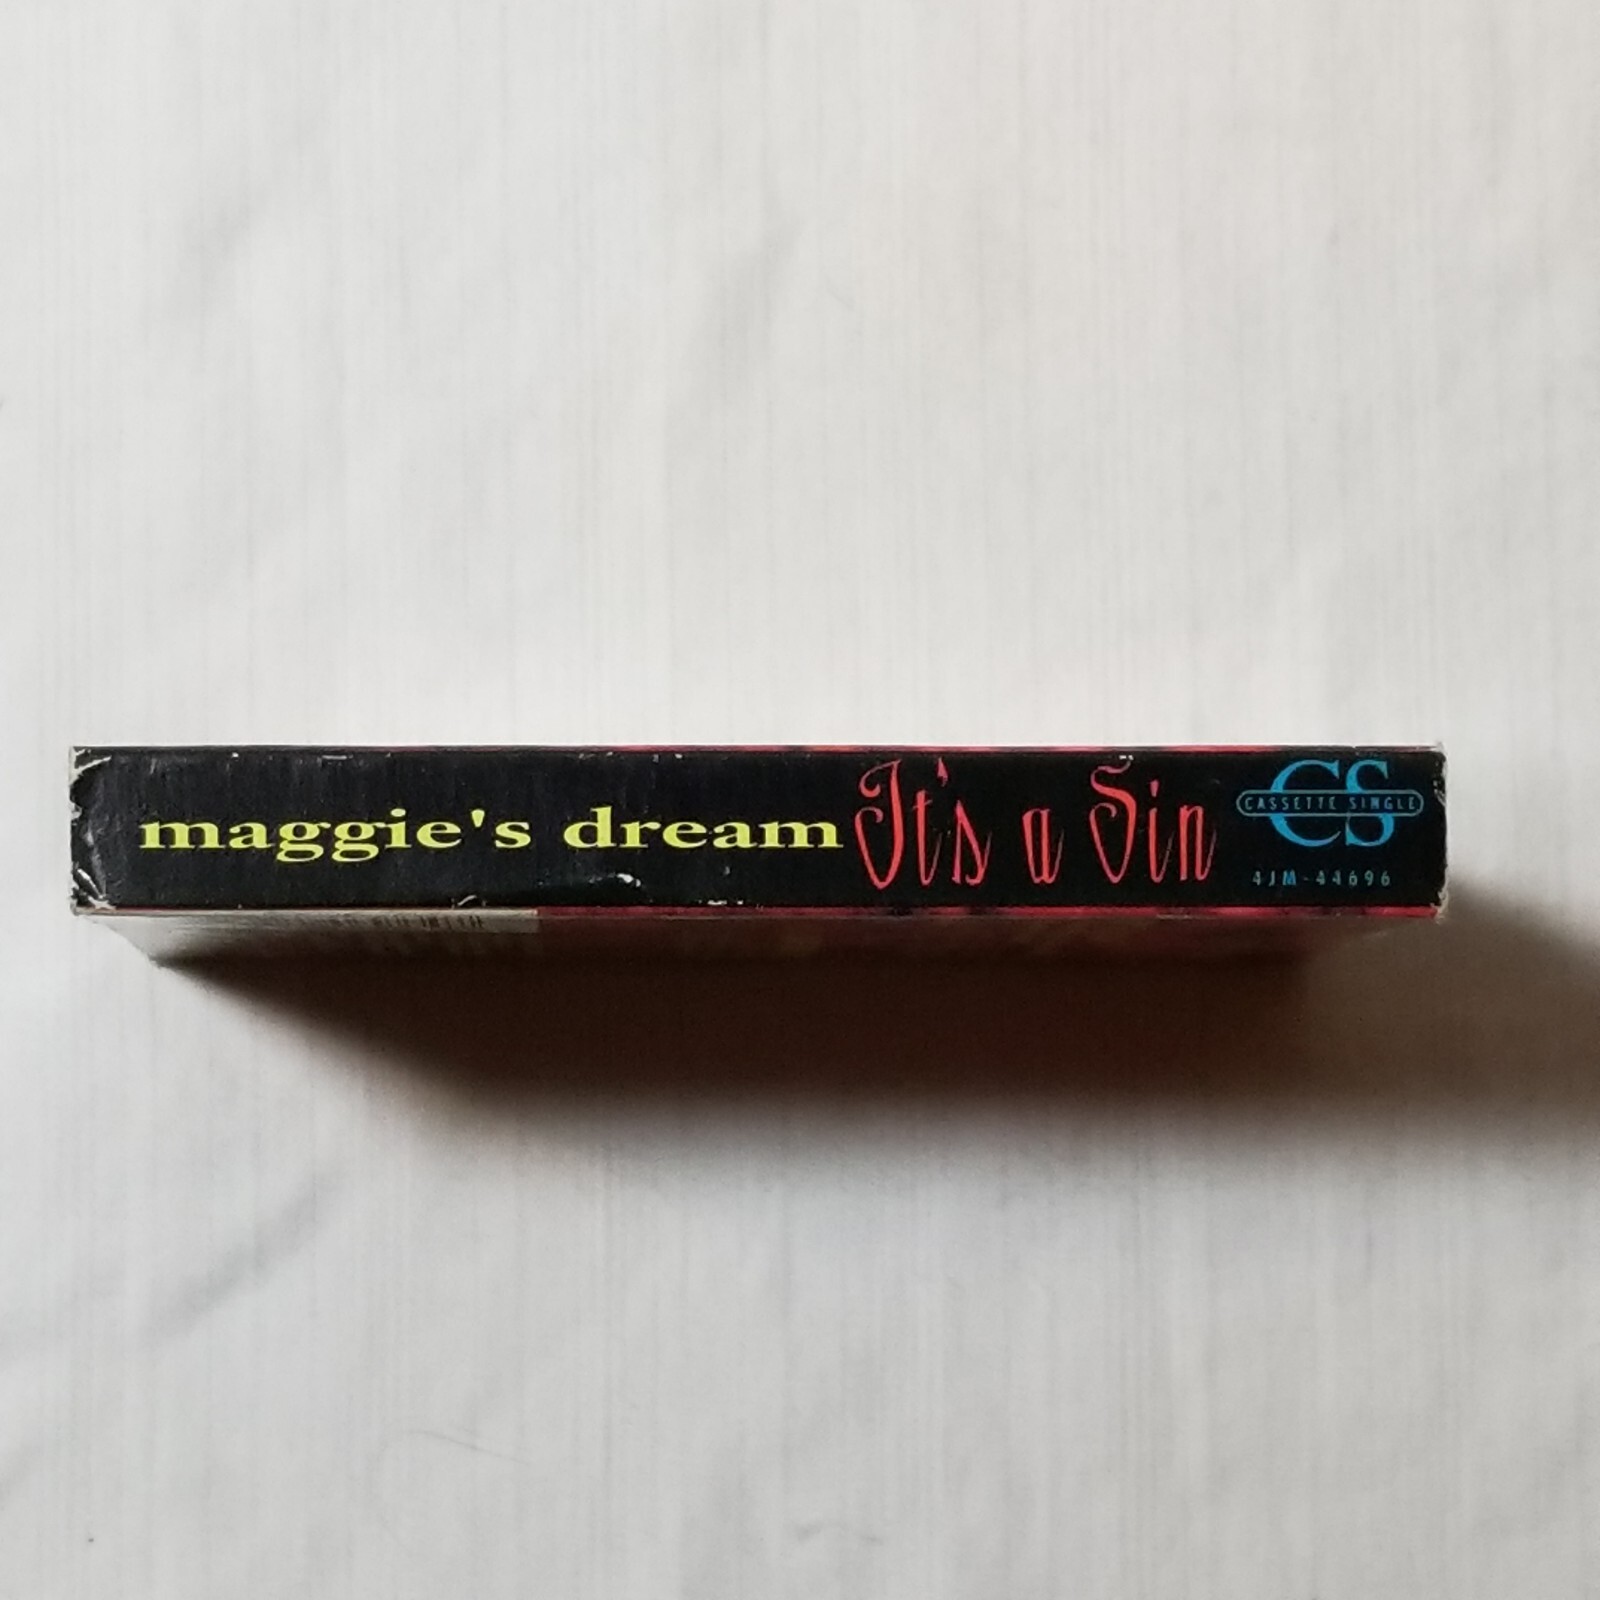 maggie's dream It's a Sin CS
CASSETTE SINGLE
4JM-44696